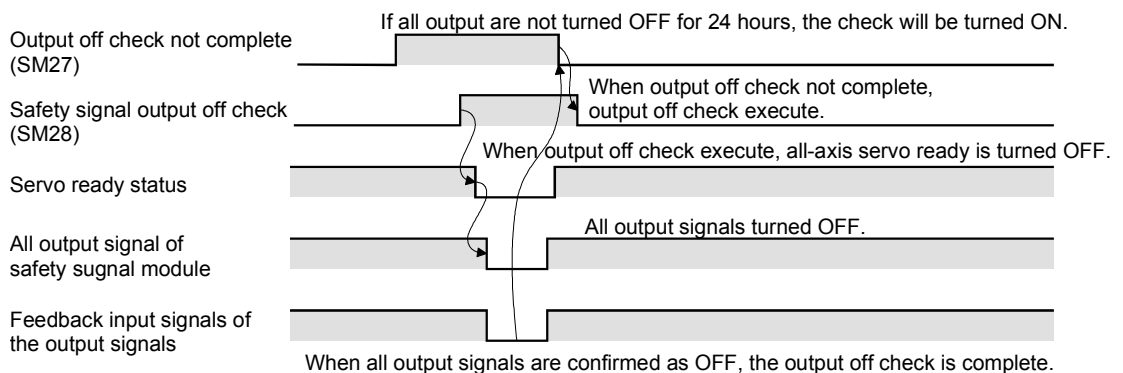 If all output are not turned OFF for 24 hours, the check will be turned ON.
Output off check not complete
(SM27)
When output off check not complete,
output off check execute.
Safety signal output off check
(SM28)
When output off check execute, all-axis servo ready is turned OFF.
Servo ready status
All output signals turned OFF.
All output signal of
safety sugnal module
Feedback input signals of
the output signals
When all output signals are confirmed as OFF, the output off check is complete.